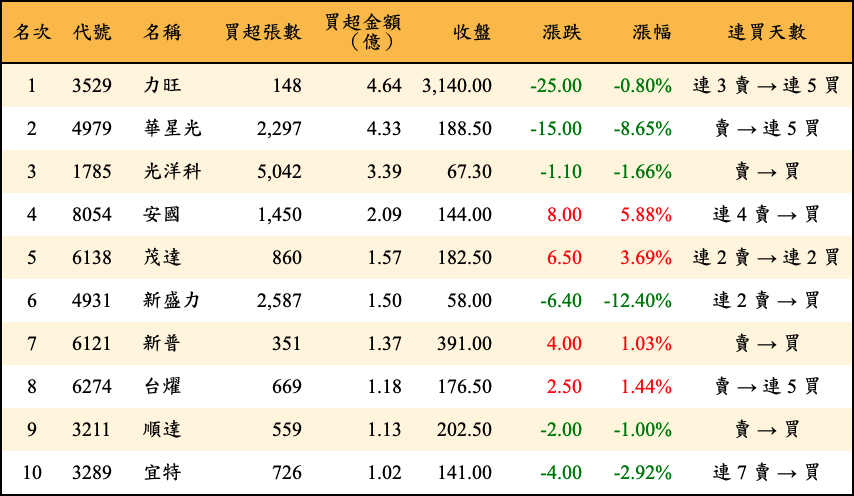 名次 代號 名稱 買超張數 買超金額（億） 收盤 漲跌 漲幅 連買天數
1 3529 力旺 148 4.64 3,140.00 -25.00 -0.80% 連 3 賣 → 連 5 買
2 4979 華星光 2,297 4.33 188.50 -15.00 -8.65% 賣 → 連 5 買
3 1785 光洋科 5,042 3.39 67.30 -1.10 -1.66% 賣 → 買
4 8054 安國 1,450 2.09 144.00 8.00 5.88% 連 4 賣 → 買
5 6138 茂達 860 1.57 182.50 6.50 3.69% 連 2 賣 → 連 2 買
6 4931 新盛力 2,587 1.50 58.00 -6.40 -12.40% 連 2 賣 → 買
7 6121 新普 351 1.37 391.00 4.00 1.03% 賣 → 買
8 6274 台燿 669 1.18 176.50 2.50 1.44% 賣 → 連 5 買
9 3211 順達 559 1.13 202.50 -2.00 -1.00% 賣 → 買
10 3289 宜特 726 1.02 141.00 -4.00 -2.92% 連 7 賣 → 買